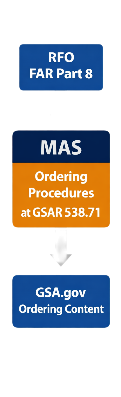 RFO
FAR Part 8
MAS
Ordering
Procedures
at GSAR 538.71
GSA.gov
Ordering Content